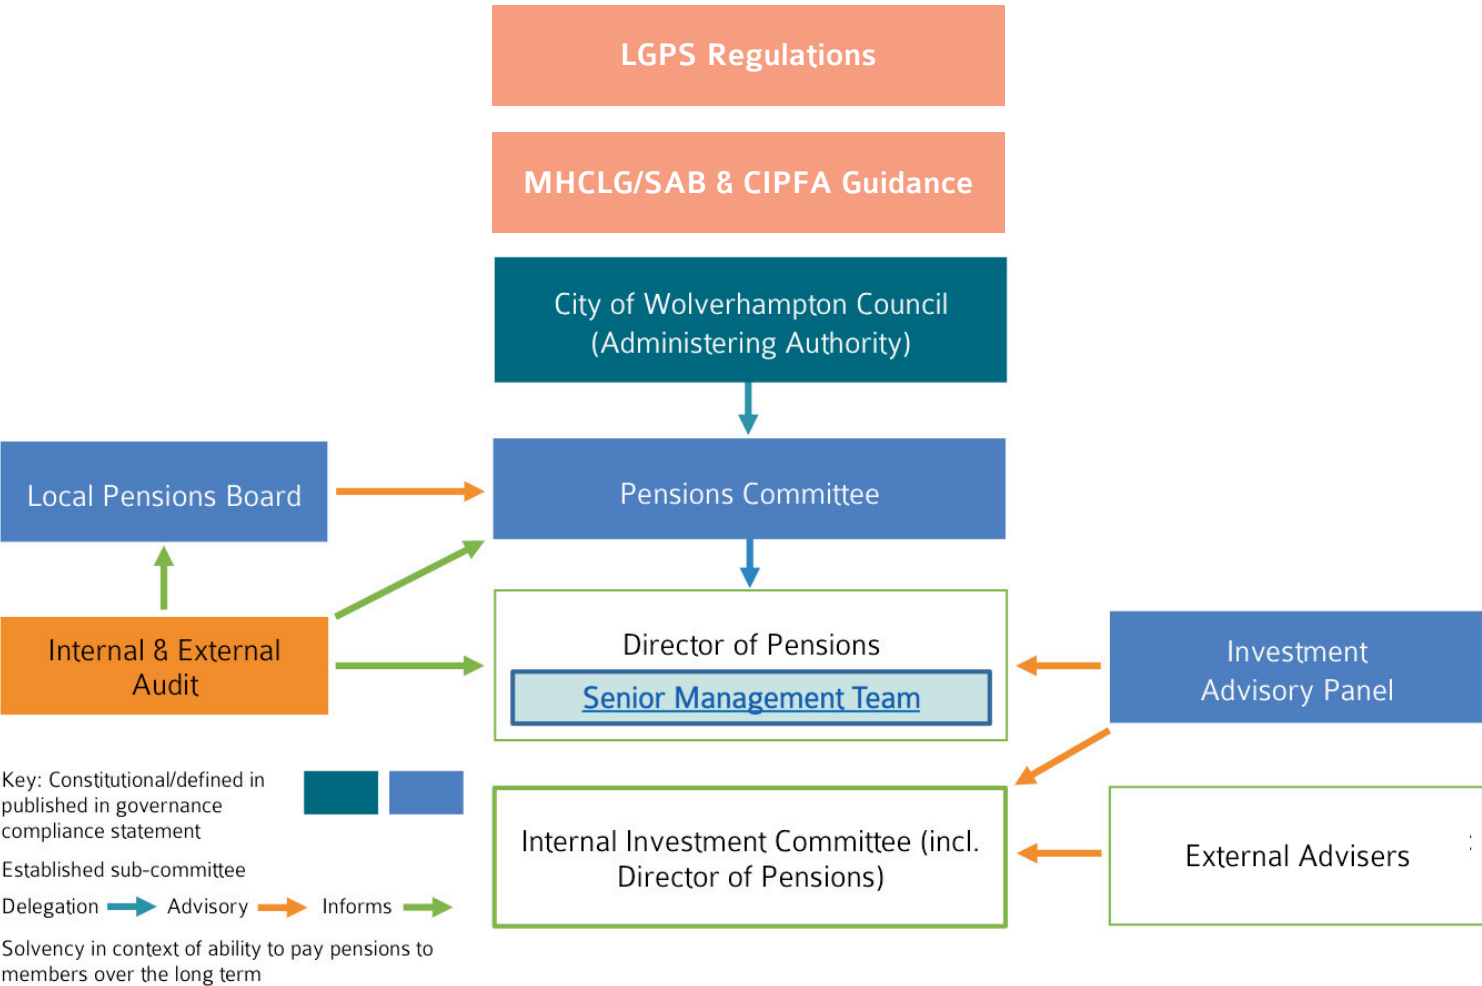 LGPS Regulations
MHCLG/SAB & CIPFA Guidance
City of Wolverhampton Council
(Administering Authority)
Local Pensions Board
Pensions Committee
Internal & External
Audit
Director of Pensions
Senior Management Team
Investment
Advisory Panel
Internal Investment Committee (incl.
Director of Pensions)
External Advisers
Key: Constitutional/defined in
published in governance
compliance statement
Established sub-committee
Delegation Advisory Informs
Solvency in context of ability to pay pensions to
members over the long term